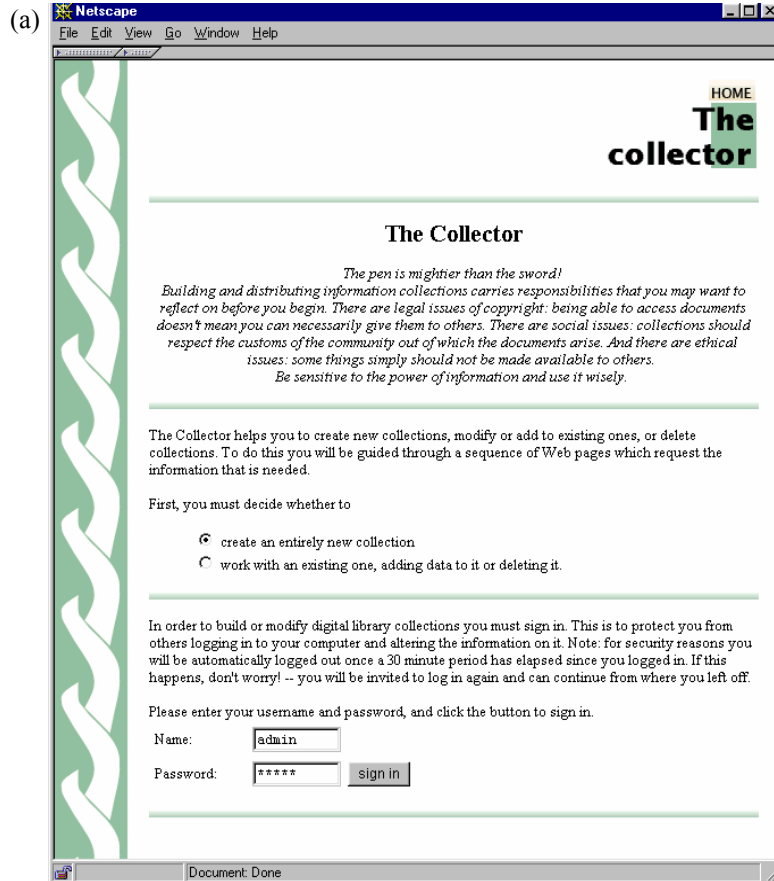 (a)
Netscape
File Edit View Go Window Help
HOME
The
collector
The Collector
The pen is mightier than the sword!
Building and distributing information collections carries responsibilities that you may want to
reflect on before you begin. There are legal issues of copyright: being able to access documents
doesn't mean you can necessarily give them to others. There are social issues: collections should
respect the customs of the community out of which the documents arise. And there are ethical
issues: some things simply should not be made available to others.
Be sensitive to the power of information and use it wisely.
The Collector helps you to create new collections, modify or add to existing ones, or delete
collections. To do this you will be guided through a sequence of Web pages which request the
information that is needed.
First, you must decide whether to
create an entirely new collection
work with an existing one, adding data to it or deleting it.
In order to build or modify digital library collections you must sign in. This is to protect you from
others logging in to your computer and altering the information on it. Note: for security reasons you
will be automatically logged out once a 30 minute period has elapsed since you logged in. If this
happens, don't worry! -- you will be invited to log in again and can continue from where you left off.
Please enter your username and password, and click the button to sign in.
Name: admin
Password: ***** sign in
Document: Done